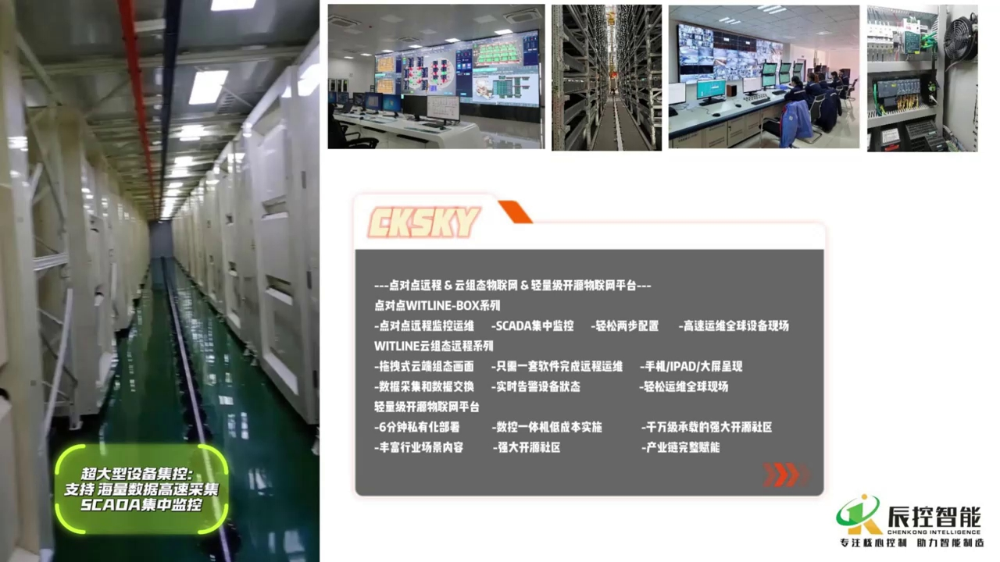 CKSKY
---点对点远程 & 云组态物联网 & 轻量级开源物联网平台---
点对点WITLINE-BOX系列
-点对点远程监控运维 -SCADA集中监控 -轻松两步配置 -高速运维全球设备现场
WITLINE云组态远程系列
-拖拽式云端组态画面 -只需一套软件完成远程运维 -手机/IPAD/大屏呈现
-数据采集和数据交换 -实时告警设备状态 -轻松运维全球现场
轻量级开源物联网平台
-6分钟私有化部署 -数控一体机低成本实施 -千万级承载的强大开源社区
-丰富行业场景内容 -强大开源社区 -产业链完整赋能
超大型设备集控:
支持 海量数据高速采集
SCADA集中监控
辰控智能
CHENKONG INTELLIGENCE
专注核心控制 助力智能制造